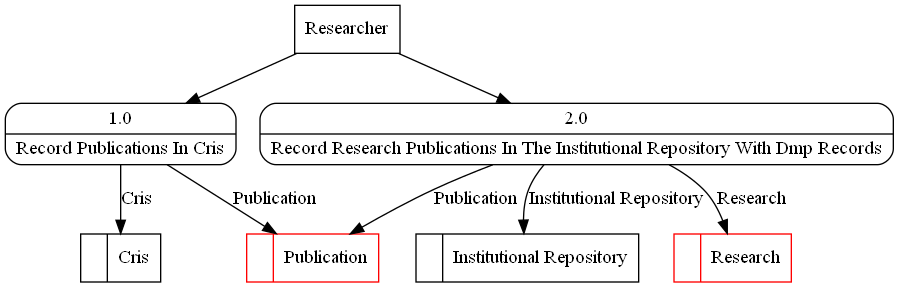 Researcher
1.0
Record Publications In Cris
2.0
Record Research Publications In The Institutional Repository With Dmp Records
Cris
Publication
Publication
Institutional Repository
Research
Cris
Publication
Institutional Repository
Research